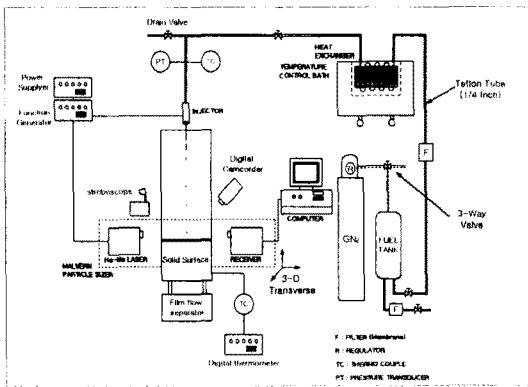 Drain Valve
HEAT
EXCHANGER
TEMPERATURE
CONTROL BATH
PT
TC
Power
Supplyer
Function
Generator
INJECTOR
Teflon Tube
(1/4 Inch)
Digital
Camcorder
stroboscope
F
R
COMPUTER
3-Way
Valve
He-Ne LASER
Solid Surface
RECEIVER
GN₂
FUEL
TANK
MALVERN
PARTICLE SIZER
3-D
Transverse
Film flow
separator
TC
F
Digital thermometer
F : FILTER (Membrane)
R : REGULATOR
TC : THERMO COUPLE
PT : PRESSURE TRANSDUCER